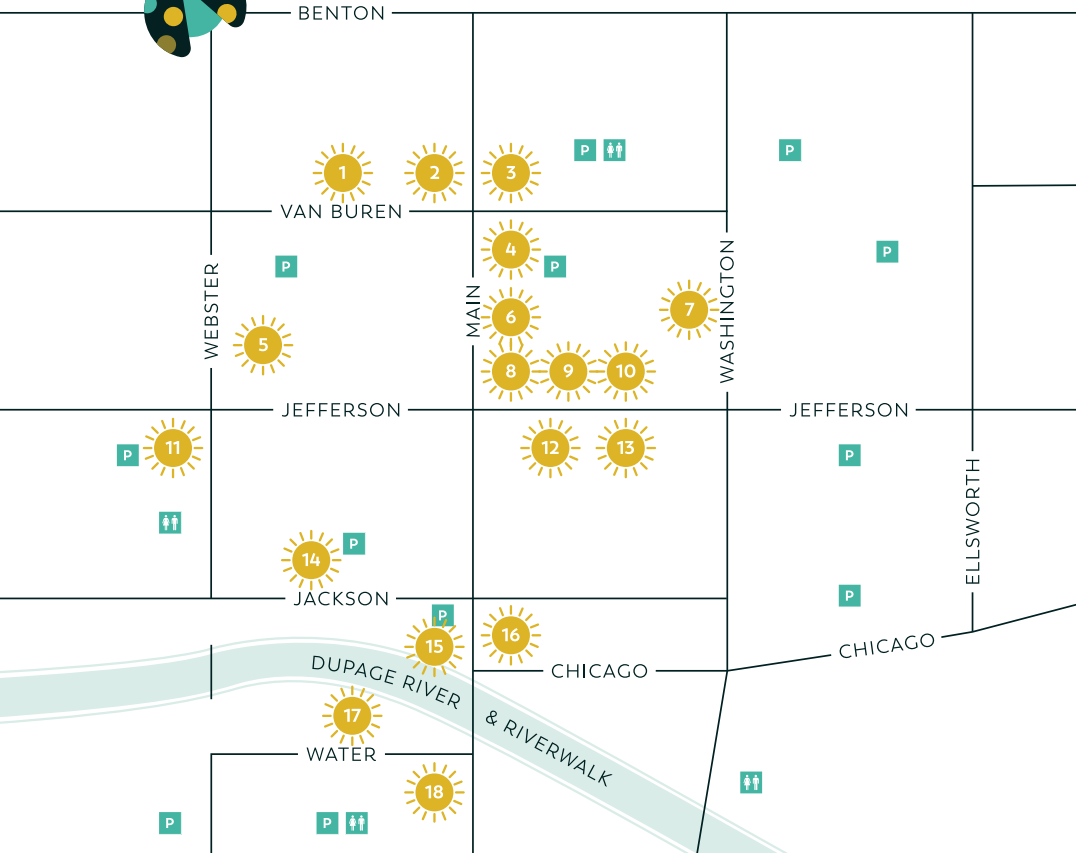 BENTON
P
P
1
2
3
VAN BUREN
4
P
P
P
WEBSTER
MAIN
WASHINGTON
7
6
5
8
9
10
JEFFERSON
JEFFERSON
11
P
12
13
P
ELLSWORTH
P
14
P
JACKSON
P
15
16
CHICAGO
CHICAGO
DUPAGE RIVER
& RIVERWALK
17
WATER
18
P
P